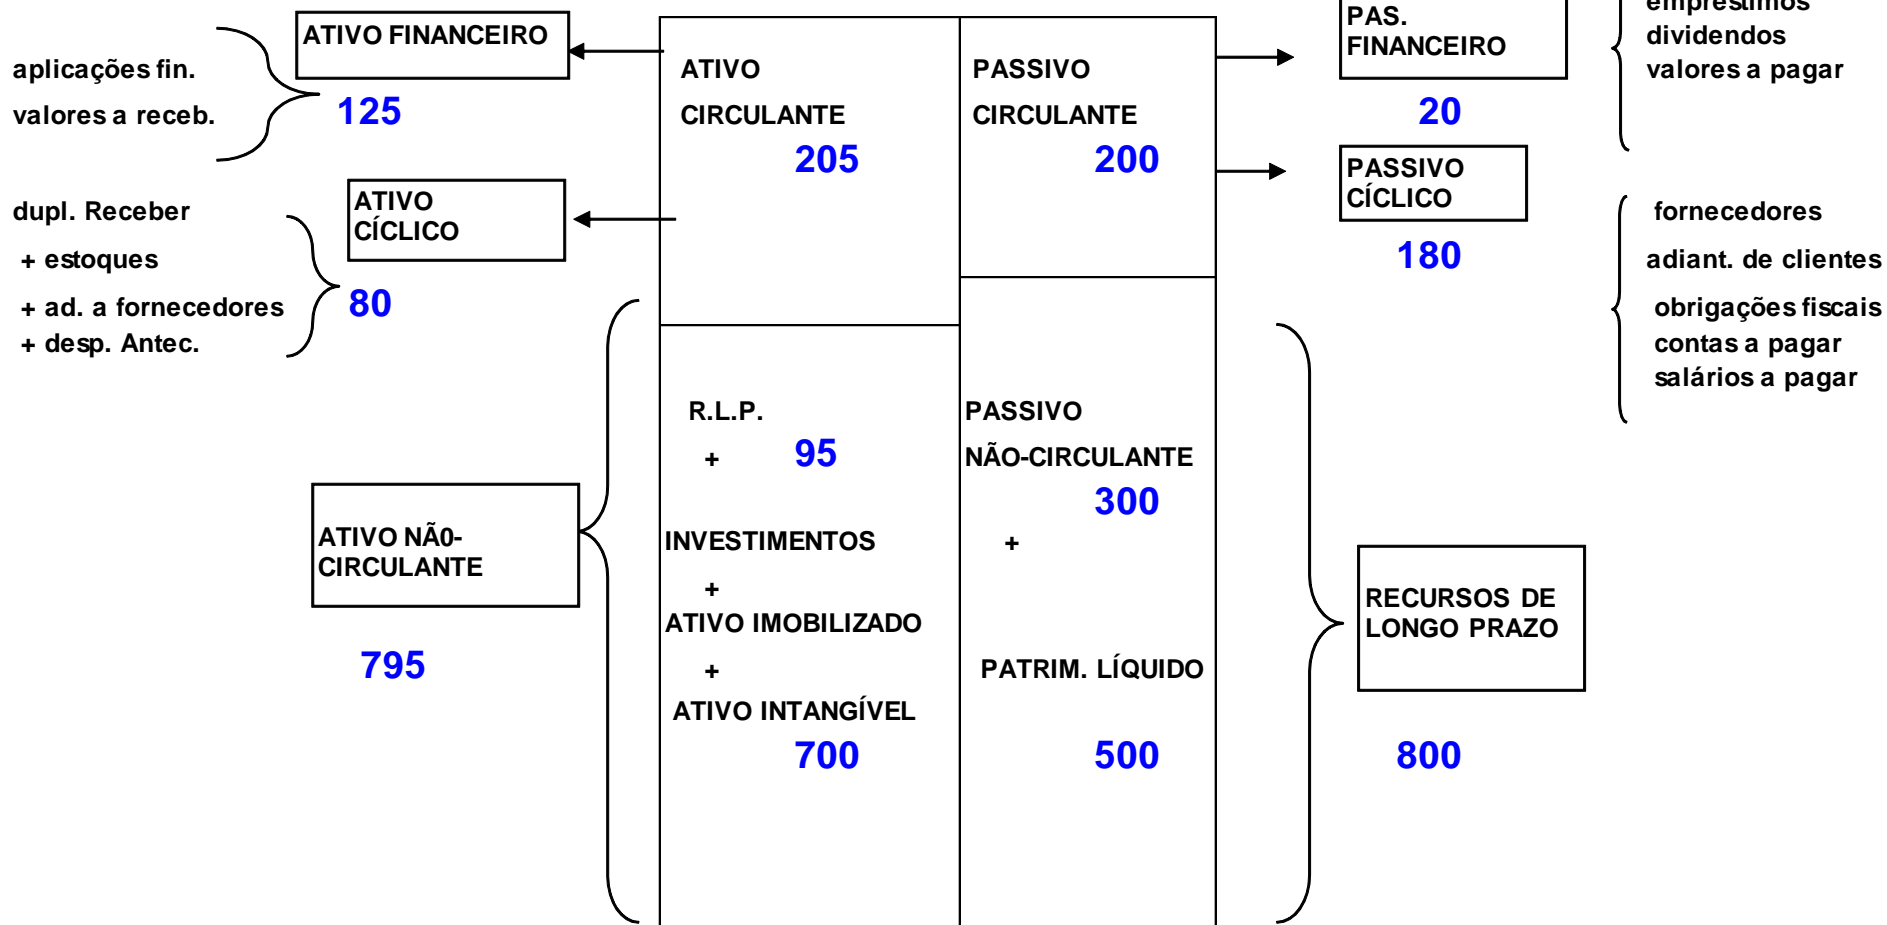 aplicações fin.
valores a receb.
ATIVO FINANCEIRO
125
dupl. Receber
+ estoques
+ ad. a fornecedores
+ desp. Antec.
ATIVO
CÍCLICO
80
ATIVO NÃ0-
CIRCULANTE
795
ATIVO
CIRCULANTE
205
R.L.P.
+ 95
INVESTIMENTOS
+
ATIVO IMOBILIZADO
+
ATIVO INTANGÍVEL
700
PASSIVO
CIRCULANTE
200
PASSIVO
NÃO-CIRCULANTE
300
+
PATRIM. LÍQUIDO
500
PAS.
FINANCEIRO
20
empréstimos
dividendos
valores a pagar
PASSIVO
CÍCLICO
180
fornecedores
adiant. de clientes
obrigações fiscais
contas a pagar
salários a pagar
RECURSOS DE
LONGO PRAZO
800